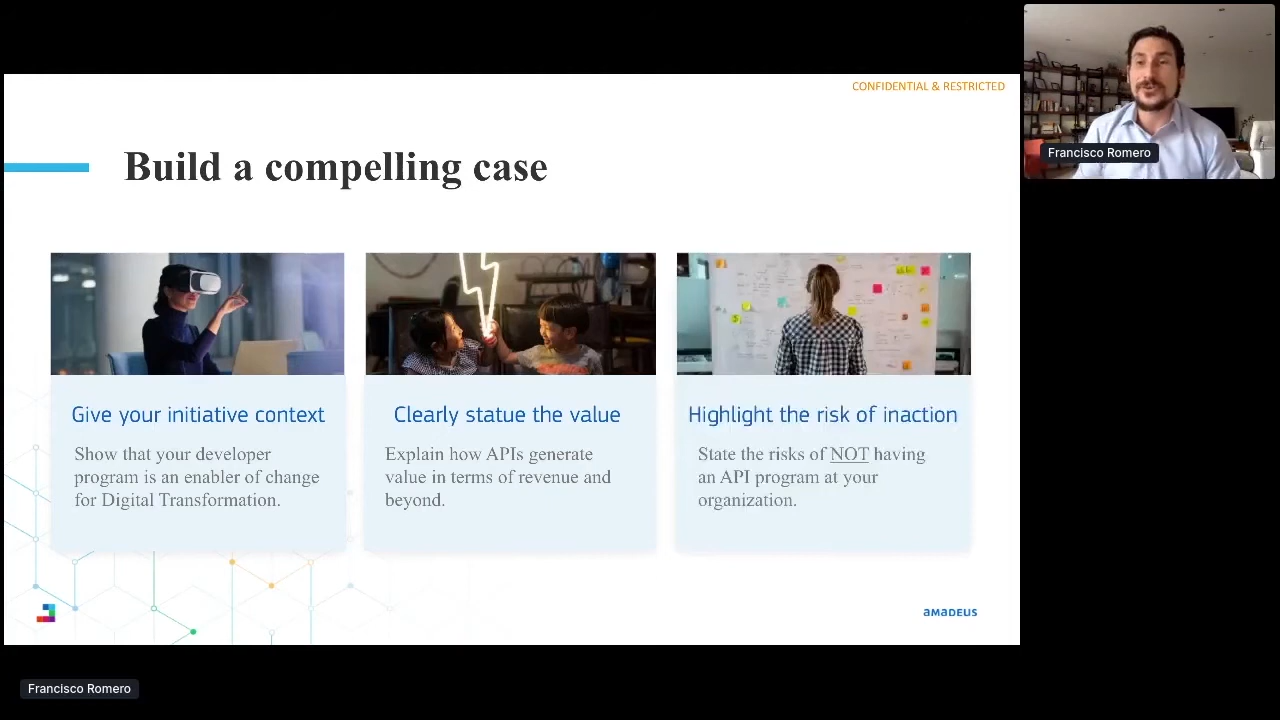 CONFIDENTIAL & RESTRICTED
Build a compelling case
Give your initiative context
Show that your developer
program is an enabler of change
for Digital Transformation.
Clearly statue the value
Explain how APIs generate
value in terms of revenue and
beyond.
Highlight the risk of inaction
State the risks of NOT having
an API program at your
organization.
amadeus
Francisco Romero
Francisco Romero